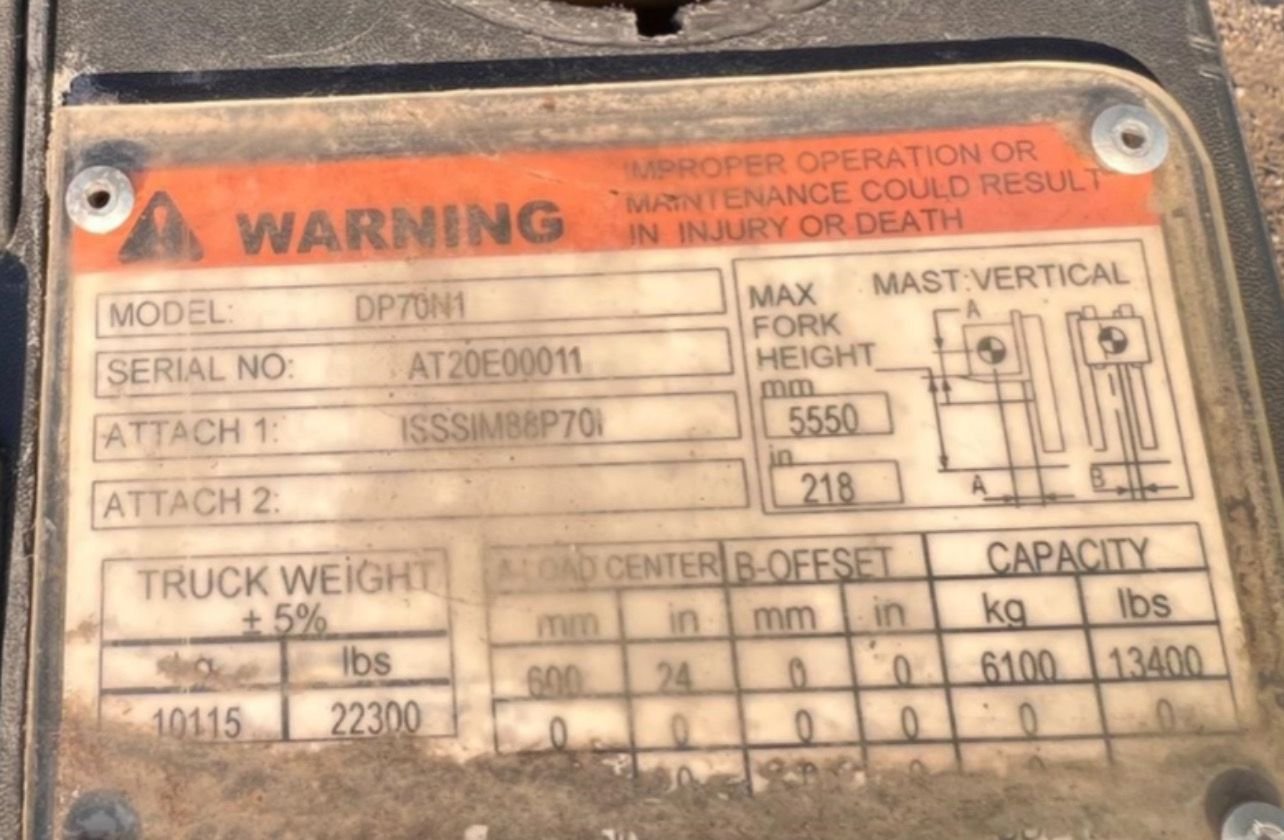 WARNING
IMPROPER OPERATION OR
MAINTENANCE COULD RESULT
IN INJURY OR DEATH
MODEL: DP70N1
SERIAL NO: AT20E00011
ATTACH 1:
ATTACH 2:
MAX
FORK
HEIGHT
mm
5550
in
218
MAST:VERTICAL
A
A
B
TRUCK WEIGHT
± 5%
lbs
10115 22300
A-LOAD CENTER B-OFFSET CAPACITY
mm in mm in kg lbs
600 24 0 0 6100 13400
0 0 0 0 0 0
0